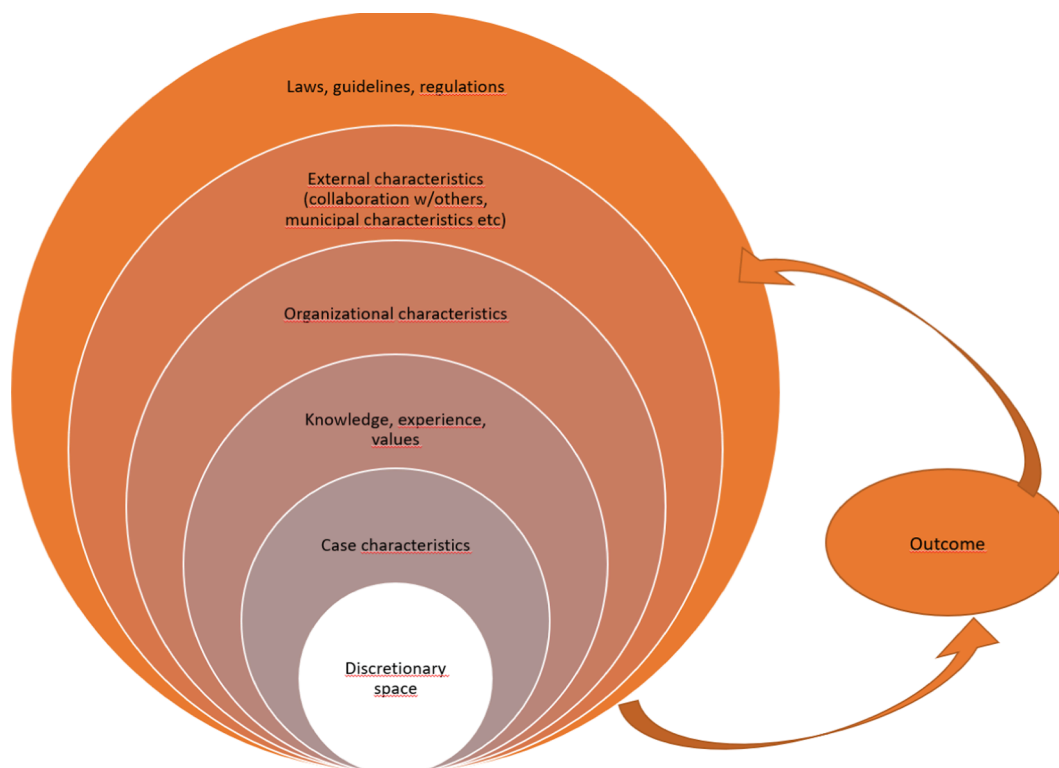 Laws, guidelines, regulations
External characteristics
(collaboration w/others,
municipal characteristics etc)
Organizational characteristics
Knowledge, experience,
values
Case characteristics
Discretionary
space
Outcome